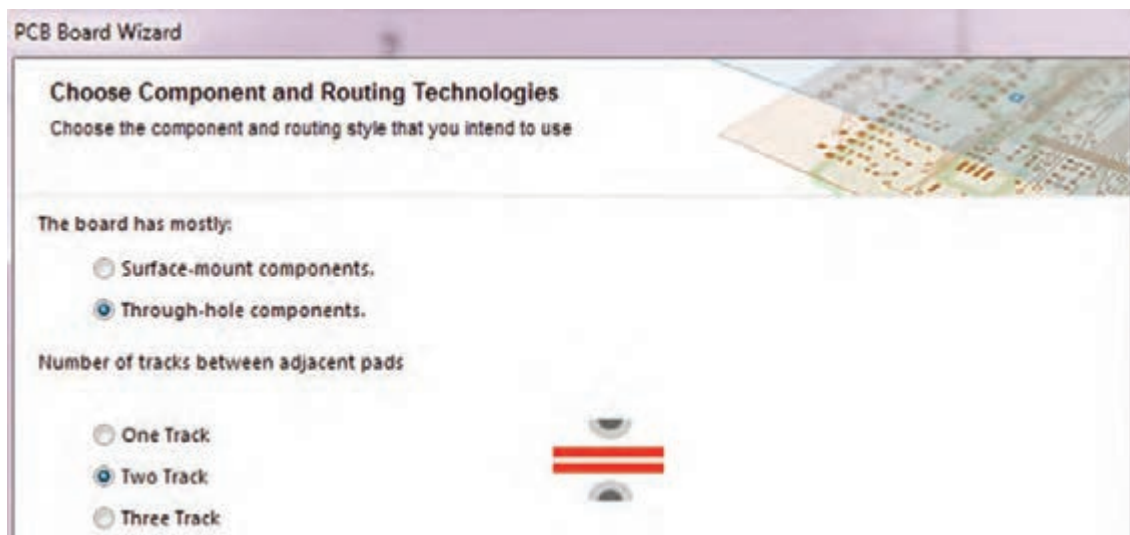 PCB Board Wizard
Choose Component and Routing Technologies
Choose the component and routing style that you intend to use
The board has mostly:
Surface-mount components.
Through-hole components.
Number of tracks between adjacent pads
One Track
Two Track
Three Track